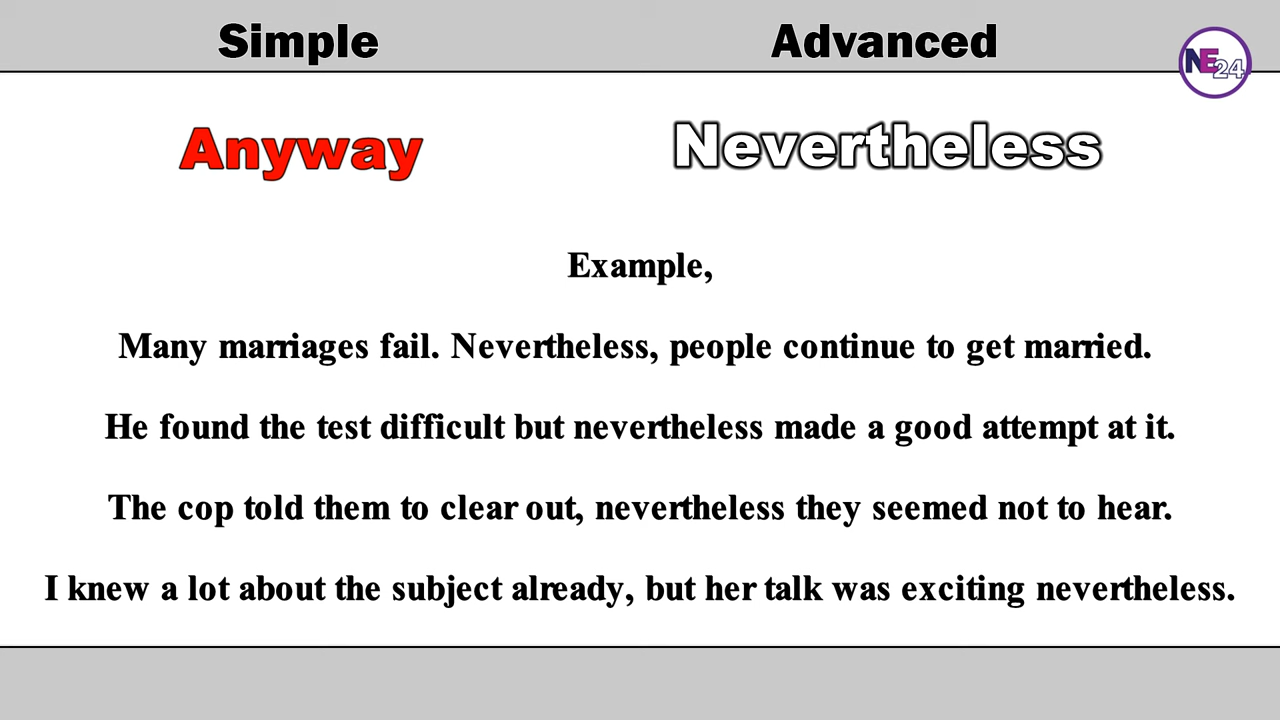 Simple Advanced
NE24
Anyway Nevertheless
Example,
Many marriages fail. Nevertheless, people continue to get married.
He found the test difficult but nevertheless made a good attempt at it.
The cop told them to clear out, nevertheless they seemed not to hear.
I knew a lot about the subject already, but her talk was exciting nevertheless.